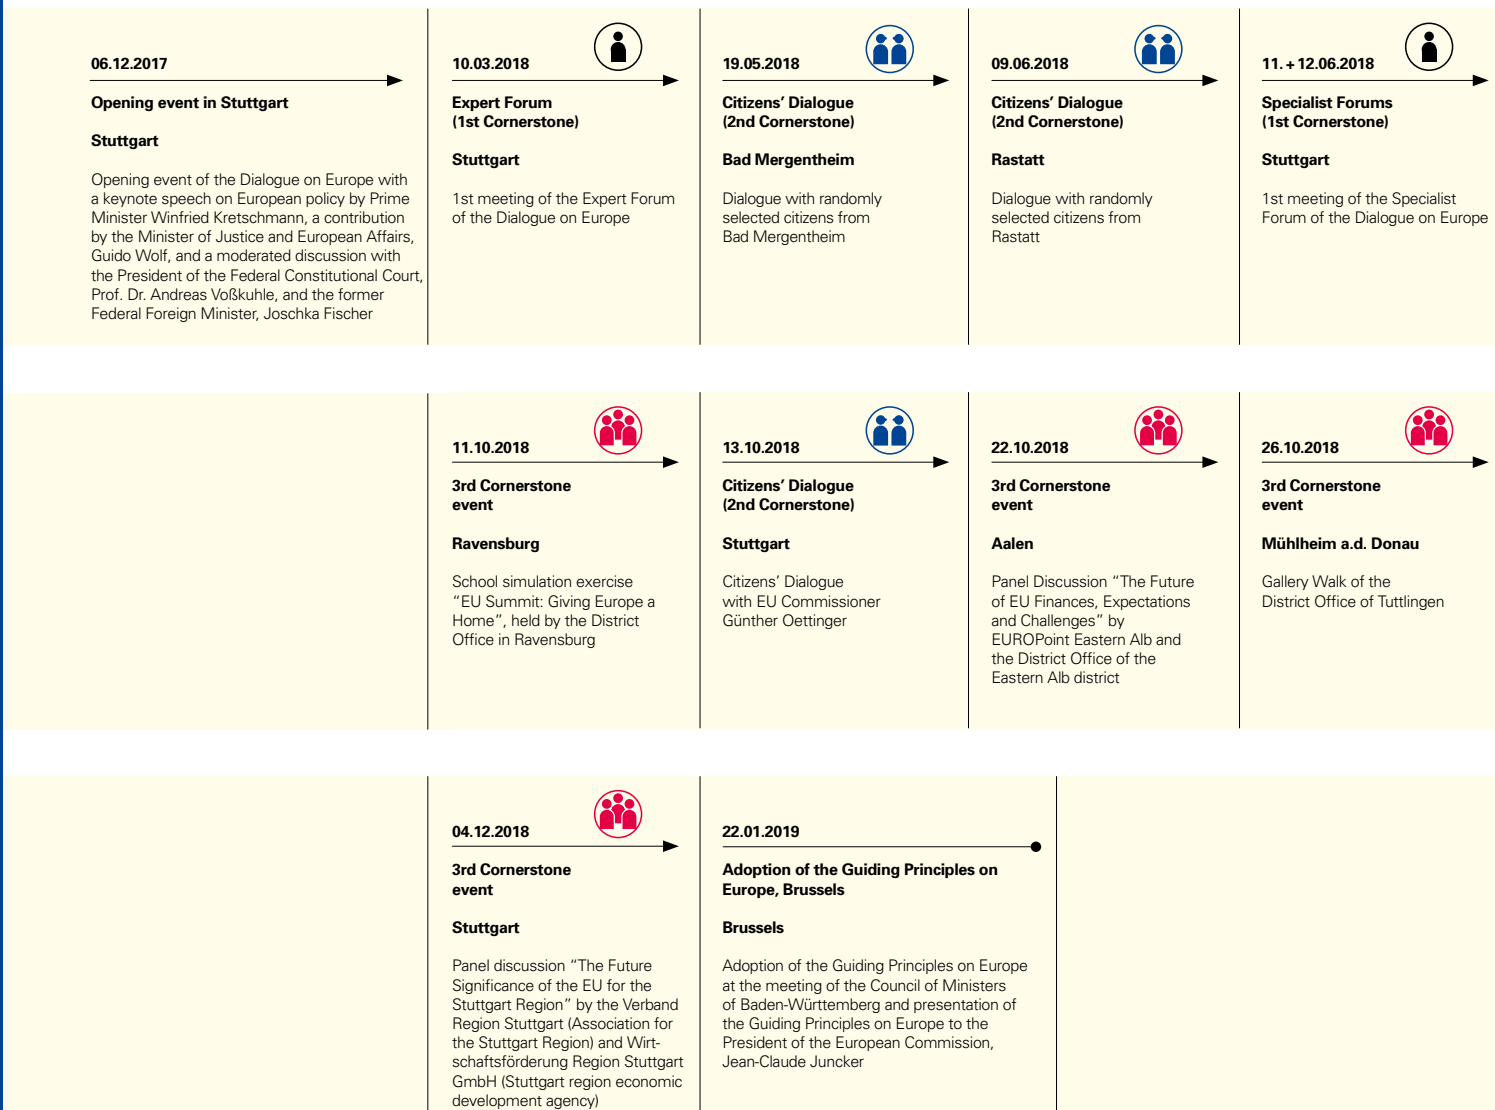 06.12.2017
Opening event in Stuttgart
Stuttgart
Opening event of the Dialogue on Europe with
a keynote speech on European policy by Prime
Minister Winfried Kretschmann, a contribution
by the Minister of Justice and European Affairs,
Guido Wolf, and a moderated discussion with
the President of the Federal Constitutional Court,
Prof. Dr. Andreas Voßkuhle, and the former
Federal Foreign Minister, Joschka Fischer
10.03.2018
Expert Forum
(1st Cornerstone)
Stuttgart
1st meeting of the Expert Forum
of the Dialogue on Europe
19.05.2018
Citizens’ Dialogue
(2nd Cornerstone)
Bad Mergentheim
Dialogue with randomly
selected citizens from
Bad Mergentheim
09.06.2018
Citizens’ Dialogue
(2nd Cornerstone)
Rastatt
Dialogue with randomly
selected citizens from
Rastatt
11. + 12.06.2018
Specialist Forums
(1st Cornerstone)
Stuttgart
1st meeting of the Specialist
Forum of the Dialogue on Europe
11.10.2018
3rd Cornerstone
event
Ravensburg
School simulation exercise
“EU Summit: Giving Europe a
Home”, held by the District
Office in Ravensburg
13.10.2018
Citizens’ Dialogue
(2nd Cornerstone)
Stuttgart
Citizens’ Dialogue
with EU Commissioner
Günther Oettinger
22.10.2018
3rd Cornerstone
event
Aalen
Panel Discussion “The Future
of EU Finances, Expectations
and Challenges” by
EUROPoint Eastern Alb and
the District Office of the
Eastern Alb district
26.10.2018
3rd Cornerstone
event
Mühlheim a.d. Donau
Gallery Walk of the
District Office of Tuttlingen
04.12.2018
3rd Cornerstone
event
Stuttgart
Panel discussion “The Future
Significance of the EU for the
Stuttgart Region” by the Verband
Region Stuttgart (Association for
the Stuttgart Region) and Wirt-
schaftsförderung Region Stuttgart
GmbH (Stuttgart region economic
development agency)
22.01.2019
Adoption of the Guiding Principles on
Europe, Brussels
Brussels
Adoption of the Guiding Principles on Europe
at the meeting of the Council of Ministers
of Baden-Württemberg and presentation of
the Guiding Principles on Europe to the
President of the European Commission,
Jean-Claude Juncker